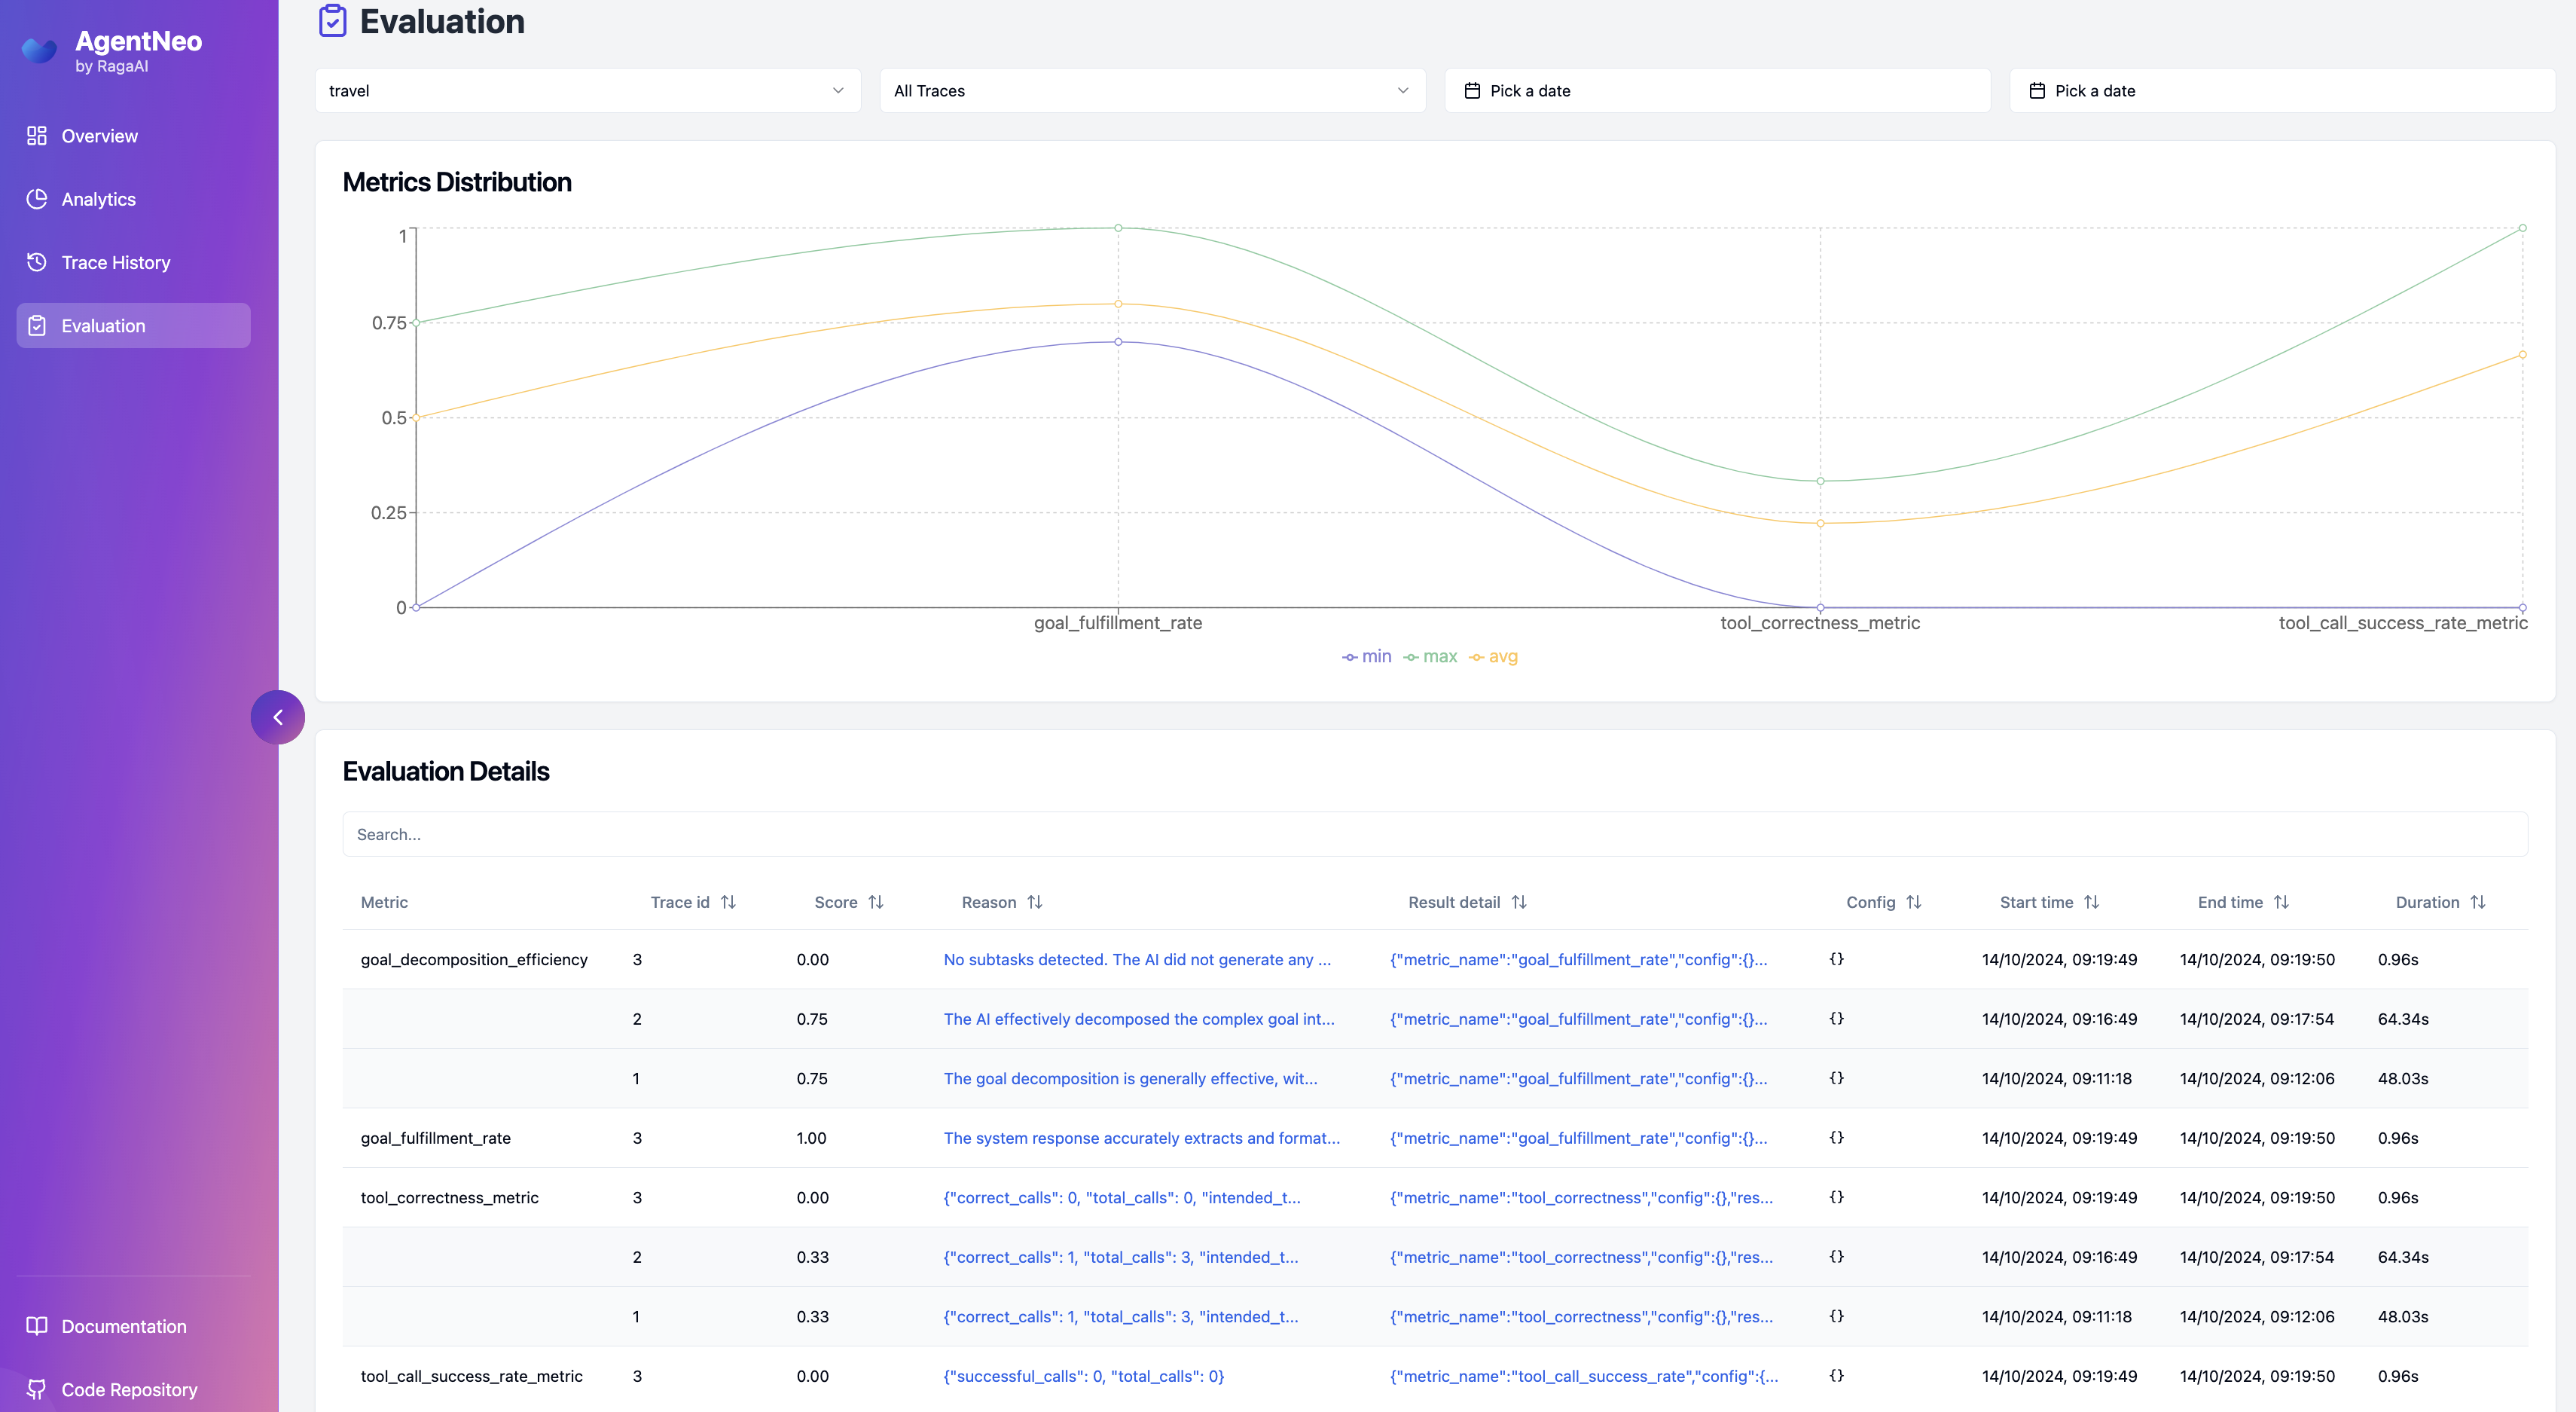 AgentNeo
by RagaAI
Overview
Analytics
Trace History
Evaluation
Documentation
Code Repository
Evaluation
travel
All Traces
Pick a date
Pick a date
Metrics Distribution
1
0.75
0.5
0.25
0
goal_fulfillment_rate tool_correctness_metric tool_call_success_rate_metric
min max avg
Evaluation Details
Search...
Metric Trace id Score Reason Result detail Config Start time End time Duration
goal_decomposition_efficiency 3 0.00 No subtasks detected. The AI did not generate any ... {"metric_name":"goal_fulfillment_rate","config":{}... {} 14/10/2024, 09:19:49 14/10/2024, 09:19:50 0.96s
2 0.75 The AI effectively decomposed the complex goal int... {"metric_name":"goal_fulfillment_rate","config":{}... {} 14/10/2024, 09:16:49 14/10/2024, 09:17:54 64.34s
1 0.75 The goal decomposition is generally effective, wit... {"metric_name":"goal_fulfillment_rate","config":{}... {} 14/10/2024, 09:11:18 14/10/2024, 09:12:06 48.03s
goal_fulfillment_rate 3 1.00 The system response accurately extracts and format... {"metric_name":"goal_fulfillment_rate","config":{}... {} 14/10/2024, 09:19:49 14/10/2024, 09:19:50 0.96s
tool_correctness_metric 3 0.00 {"correct_calls": 0, "total_calls": 0, "intended_t... {"metric_name":"tool_correctness","config":{},"res... {} 14/10/2024, 09:19:49 14/10/2024, 09:19:50 0.96s
2 0.33 {"correct_calls": 1, "total_calls": 3, "intended_t... {"metric_name":"tool_correctness","config":{},"res... {} 14/10/2024, 09:16:49 14/10/2024, 09:17:54 64.34s
1 0.33 {"correct_calls": 1, "total_calls": 3, "intended_t... {"metric_name":"tool_correctness","config":{},"res... {} 14/10/2024, 09:11:18 14/10/2024, 09:12:06 48.03s
tool_call_success_rate_metric 3 0.00 {"successful_calls": 0, "total_calls": 0} {"metric_name":"tool_call_success_rate","config":{... {} 14/10/2024, 09:19:49 14/10/2024, 09:19:50 0.96s